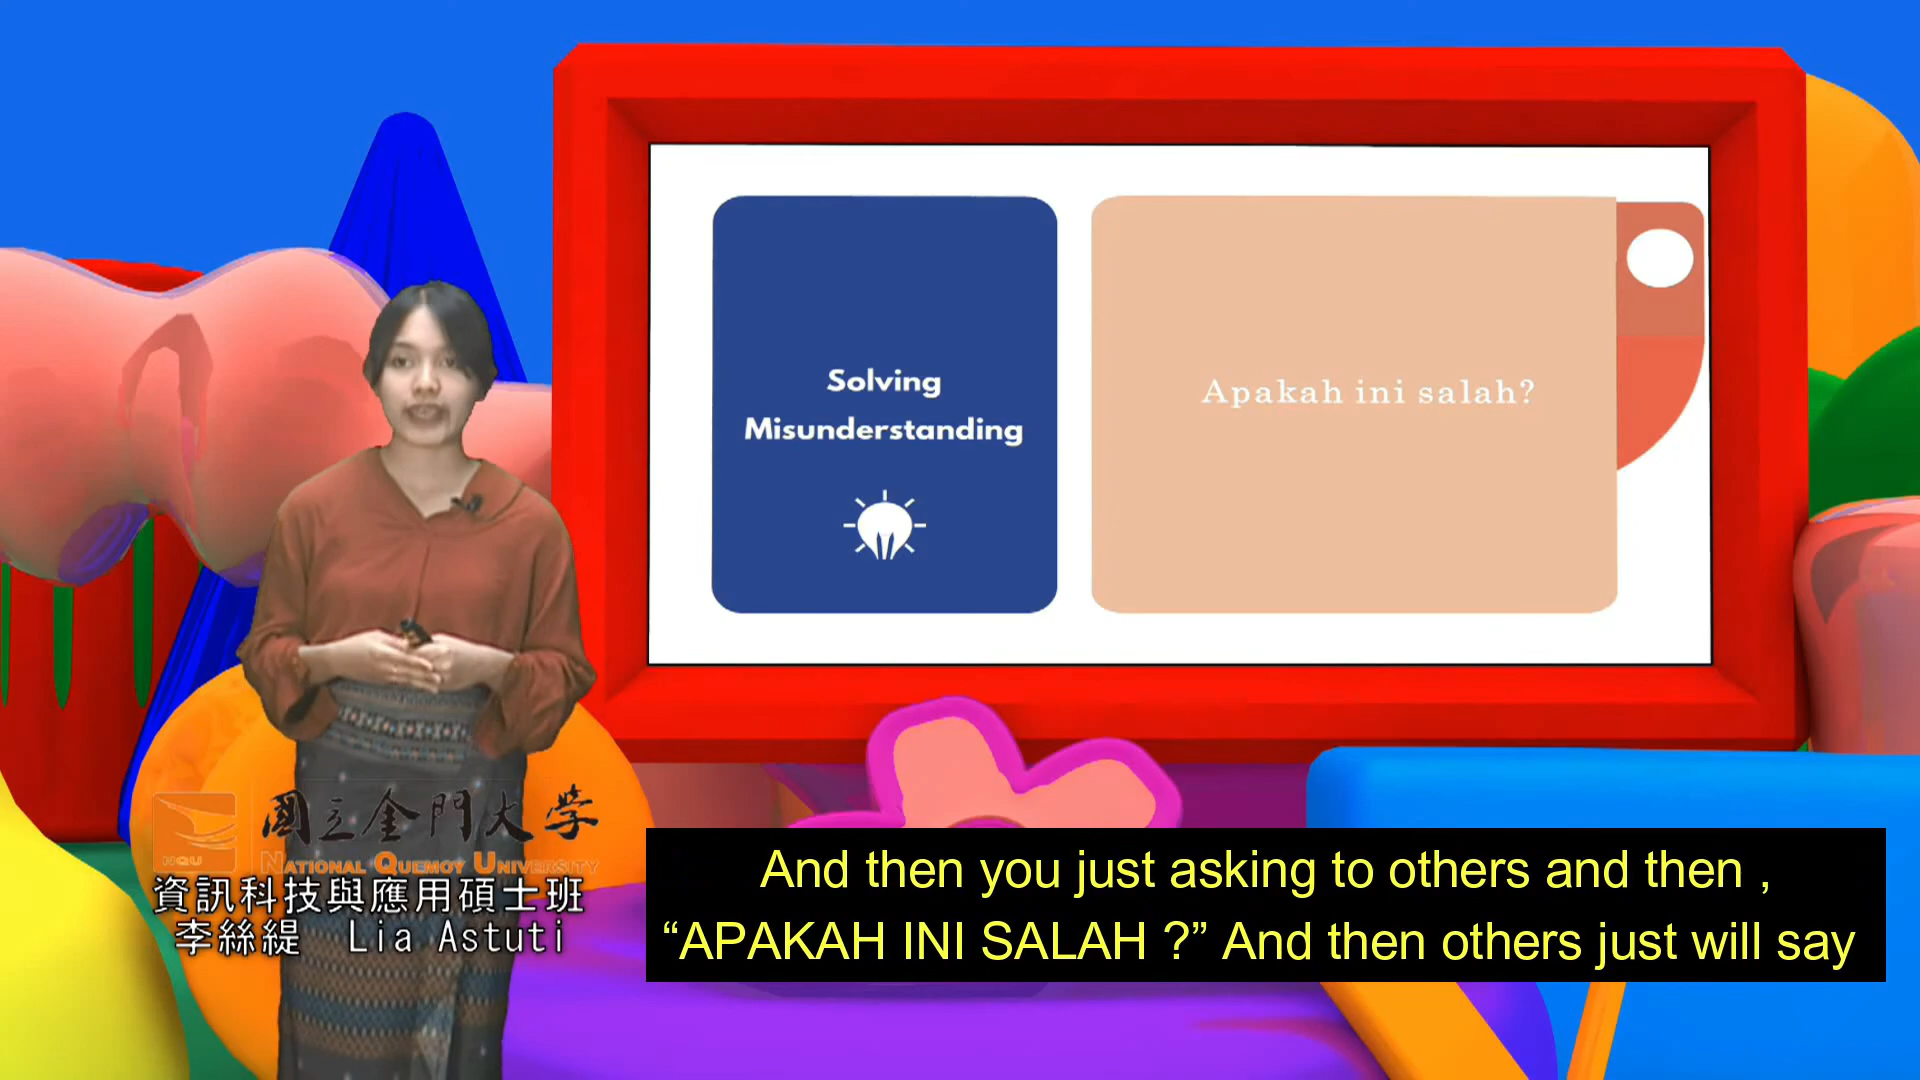 Solving
Misunderstanding
Apakah ini salah?
國立金門大學
NQU
NATIONAL QUEMOY UNIVERSITY
資訊科技與應用碩士班
李絲緹 Lia Astuti
And then you just asking to others and then ,
“APAKAH INI SALAH ?” And then others just will say